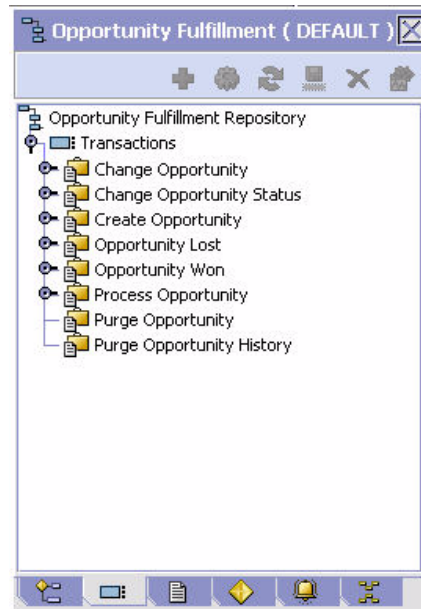 Opportunity Fulfillment ( DEFAULT )
Opportunity Fulfillment Repository
Transactions
Change Opportunity
Change Opportunity Status
Create Opportunity
Opportunity Lost
Opportunity Won
Process Opportunity
Purge Opportunity
Purge Opportunity History